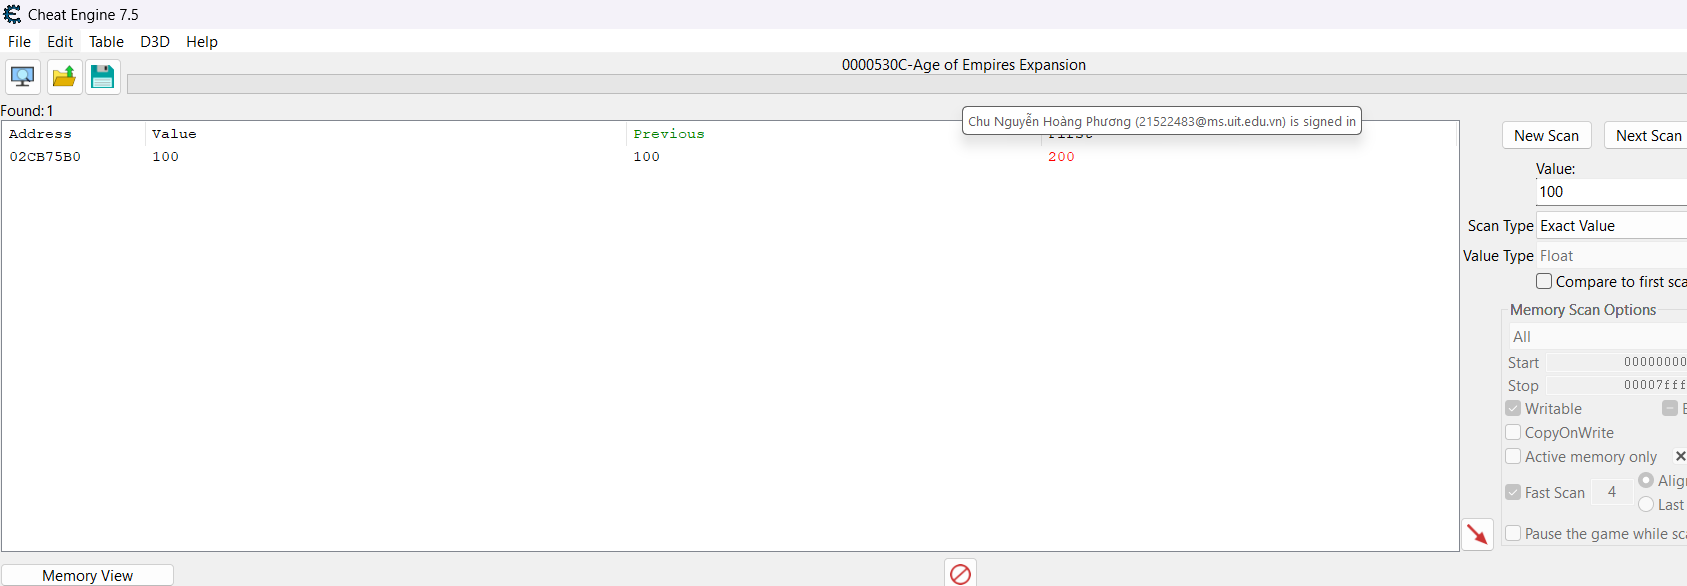 Cheat Engine 7.5
File Edit Table D3D Help
0000530C-Age of Empires Expansion
Found: 1
Address Value Previous
Chu Nguyễn Hoàng Phương (21522483@ms.uit.edu.vn) is signed in
02CB75B0 100 100 200
New Scan Next Scan
Value:
100
Scan Type Exact Value
Value Type Float
Compare to first sca
Memory Scan Options
All
Start 00000000
Stop 00007fff
Writable
CopyOnWrite
Active memory only
Fast Scan 4
Alig
Last
Pause the game while sca
Memory View